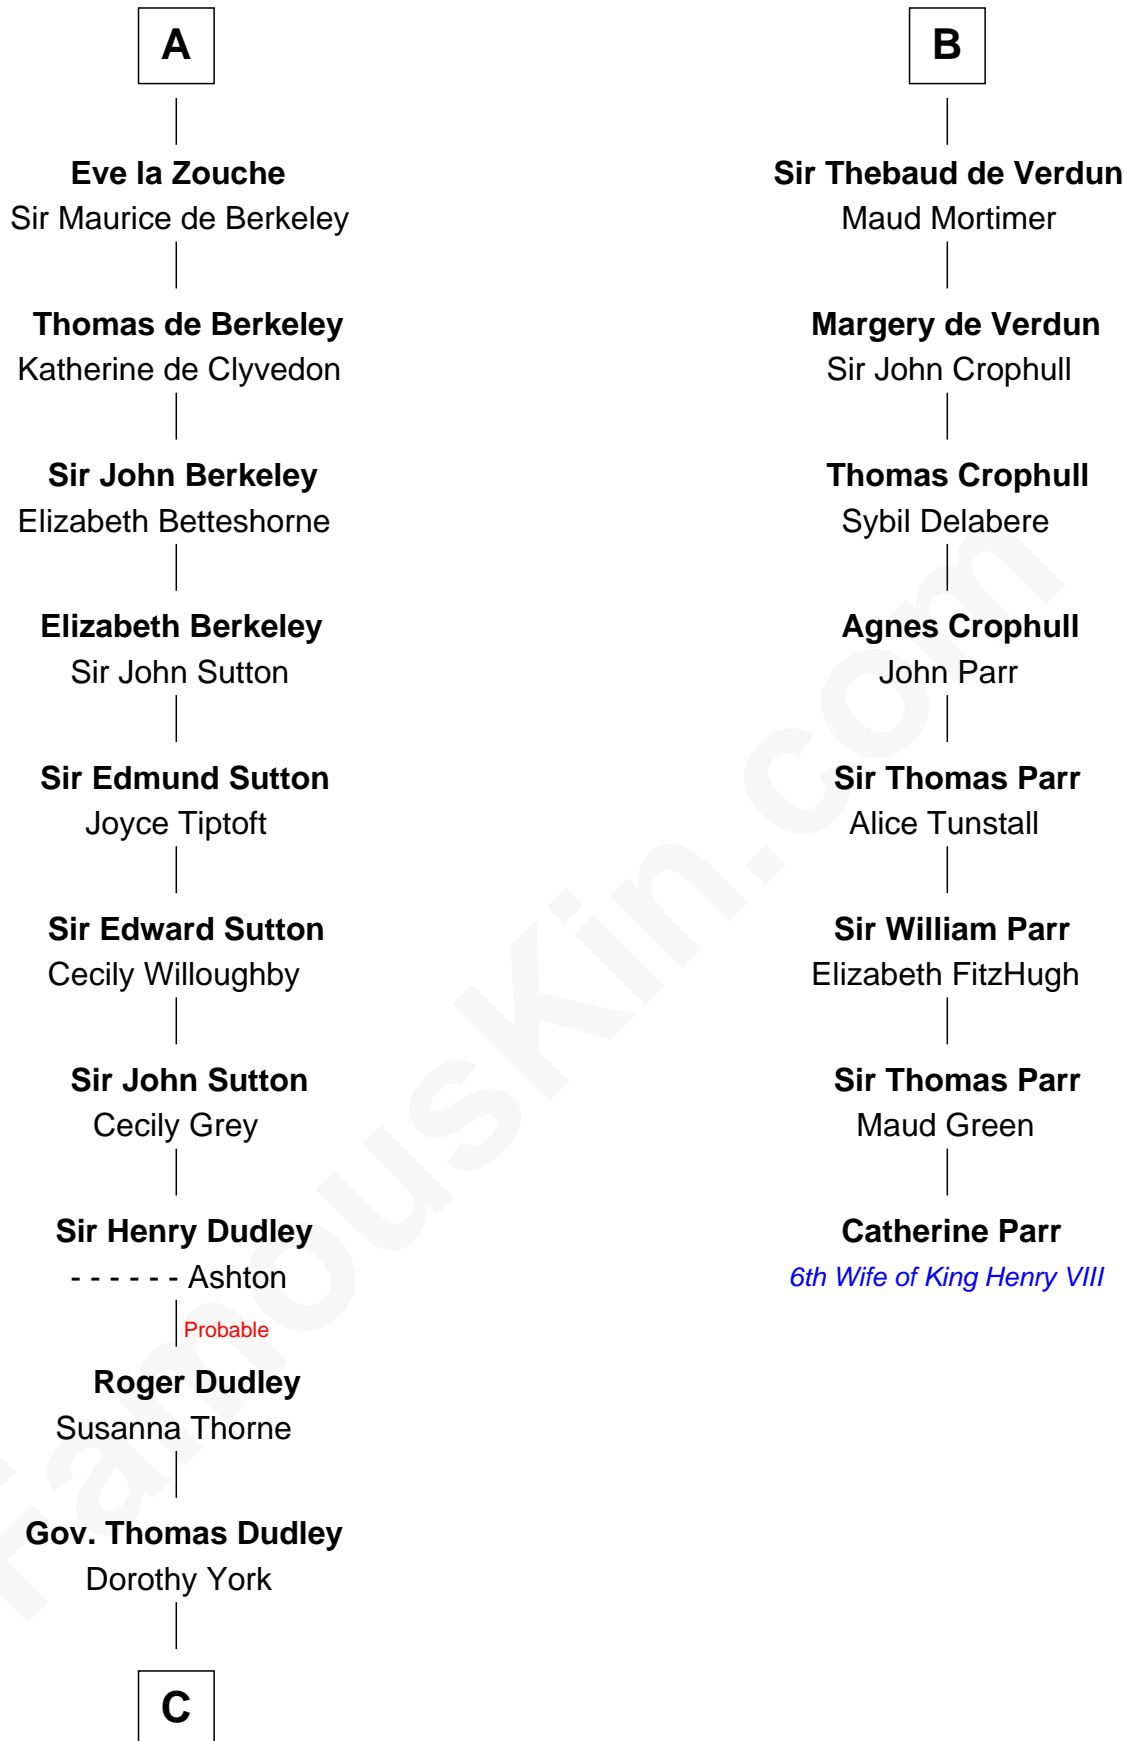 A
Eve la Zouche
Sir Maurice de Berkeley
Thomas de Berkeley
Katherine de Clyvedon
Sir John Berkeley
Elizabeth Betteshorne
Elizabeth Berkeley
Sir John Sutton
Sir Edmund Sutton
Joyce Tiptoft
Sir Edward Sutton
Cecily Willoughby
Sir John Sutton
Cecily Grey
Sir Henry Dudley
- - - - - - Ashton
Probable
Roger Dudley
Susanna Thorne
Gov. Thomas Dudley
Dorothy York
C
B
Sir Thebaud de Verdun
Maud Mortimer
Margery de Verdun
Sir John Crophull
Thomas Crophull
Sybil Delabere
Agnes Crophull
John Parr
Sir Thomas Parr
Alice Tunstall
Sir William Parr
Elizabeth FitzHugh
Sir Thomas Parr
Maud Green
Catherine Parr
6th Wife of King Henry VIII
FamousKin.com